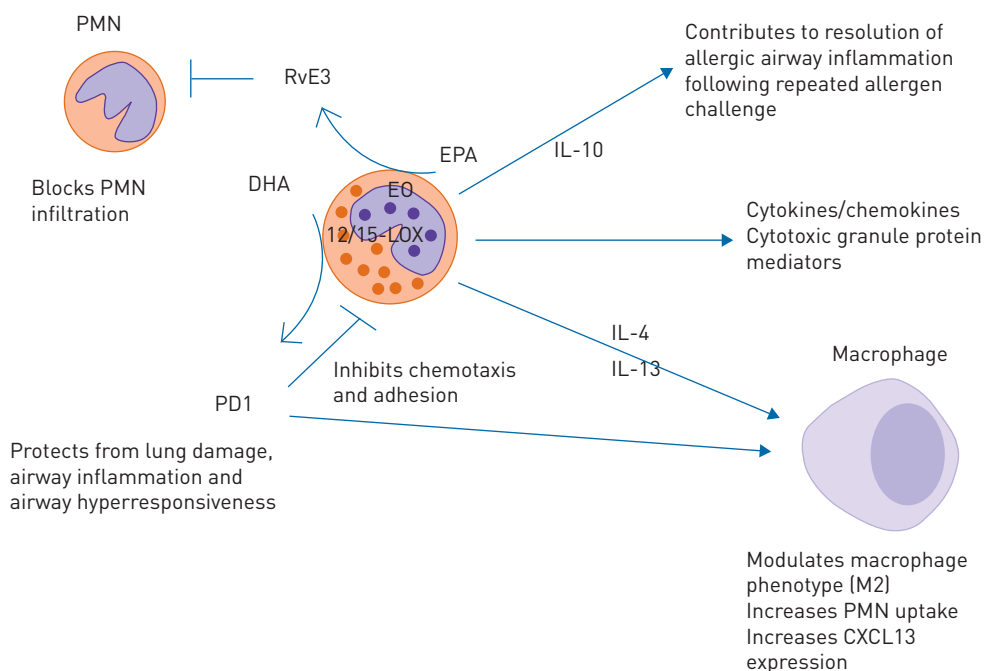 PMN
Contributes to resolution of
allergic airway inflammation
following repeated allergen
challenge
RvE3
EPA
IL-10
DHA
EO
Blocks PMN
infiltration
12/15-LOX
Cytokines/chemokines
Cytotoxic granule protein
mediators
IL-4
IL-13
Macrophage
Inhibits chemotaxis
and adhesion
PD1
Protects from lung damage,
airway inflammation and
airway hyperresponsiveness
Modulates macrophage
phenotype (M2)
Increases PMN uptake
Increases CXCL13
expression